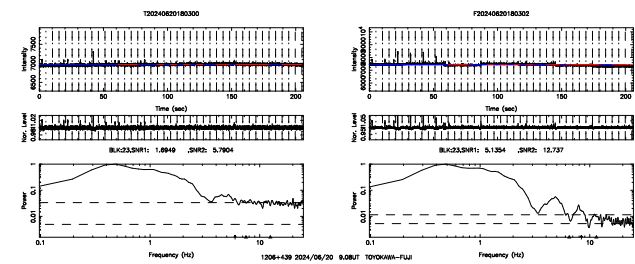 T20240620180300
F20240620180302
Intensity
6500 7000 7500
0 50 100 150 200
Time (sec)
Nor. Level
BLK:23,SNR1: 1.6949 ,SNR2: 5.7904
BLK:23,SNR1: 5.1354 ,SNR2: 12.737
Power
1
0.1
0.01
0.1 1 10
Frequency (Hz)
Intensity
0 50 100 150 200
Time (sec)
Nor. Level
Power
1
0.1
0.01
0.1 1 10
Frequency (Hz)
1206+439 2024/06/20 9.08UT TOYOKAWA-FUJI